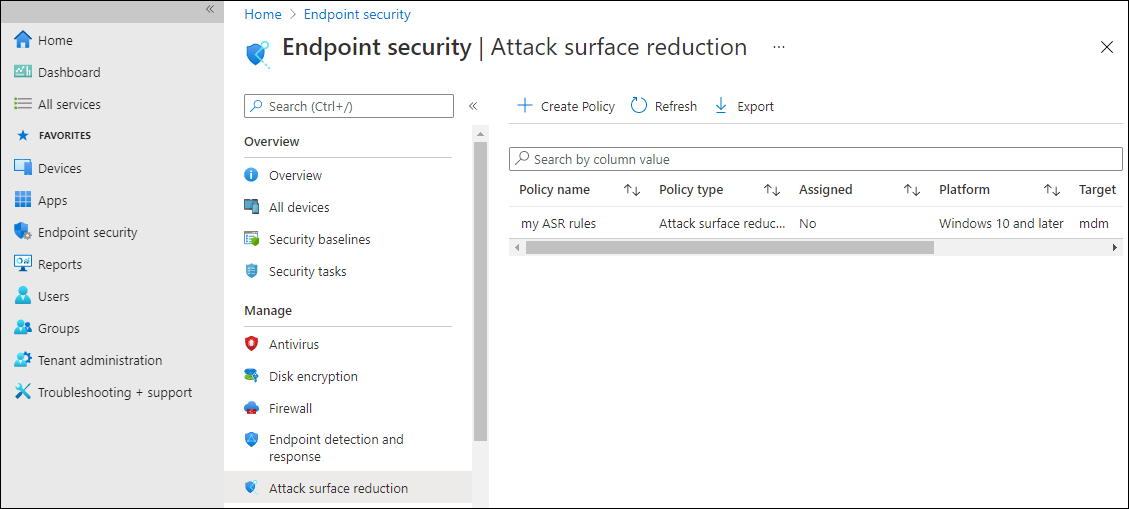 «
Home
Dashboard
All services
FAVORITES
Devices
Apps
Endpoint security
Reports
Users
Groups
Tenant administration
Troubleshooting + support
Home > Endpoint security
Endpoint security | Attack surface reduction ...
Search (Ctrl+/) «
Overview
Overview
All devices
Security baselines
Security tasks
Manage
Antivirus
Disk encryption
Firewall
Endpoint detection and
response
Attack surface reduction
Create Policy Refresh Export
Search by column value
Policy name Policy type Assigned Platform Target
my ASR rules Attack surface reduc... No Windows 10 and later mdm